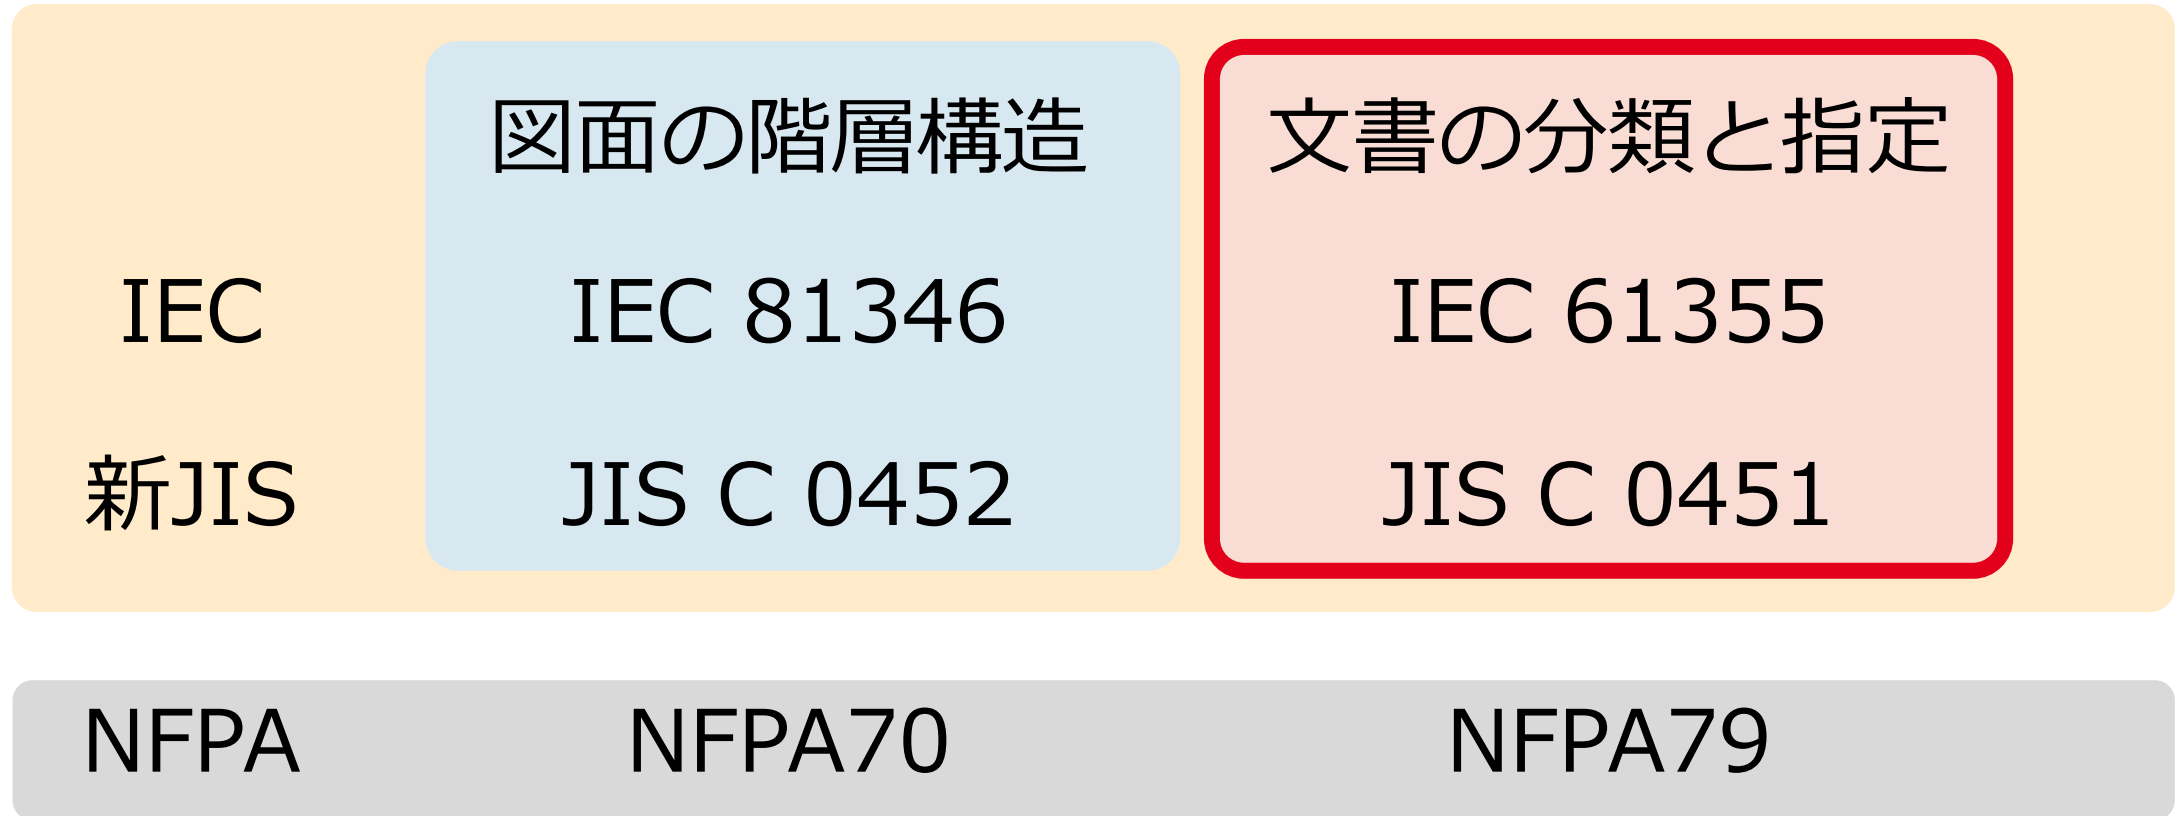 図面の階層構造 文書の分類と指定
IEC IEC 81346 IEC 61355
新JIS JIS C 0452 JIS C 0451
NFPA NFPA70 NFPA79